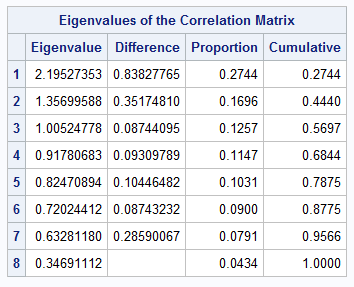 Eigenvalues of the Correlation Matrix
Eigenvalue Difference Proportion Cumulative
1 2.19527353 0.83827765 0.2744 0.2744
2 1.35699588 0.35174810 0.1696 0.4440
3 1.00524778 0.08744095 0.1257 0.5697
4 0.91780683 0.09309789 0.1147 0.6844
5 0.82470894 0.10446482 0.1031 0.7875
6 0.72024412 0.08743232 0.0900 0.8775
7 0.63281180 0.28590067 0.0791 0.9566
8 0.34691112 0.0434 1.0000